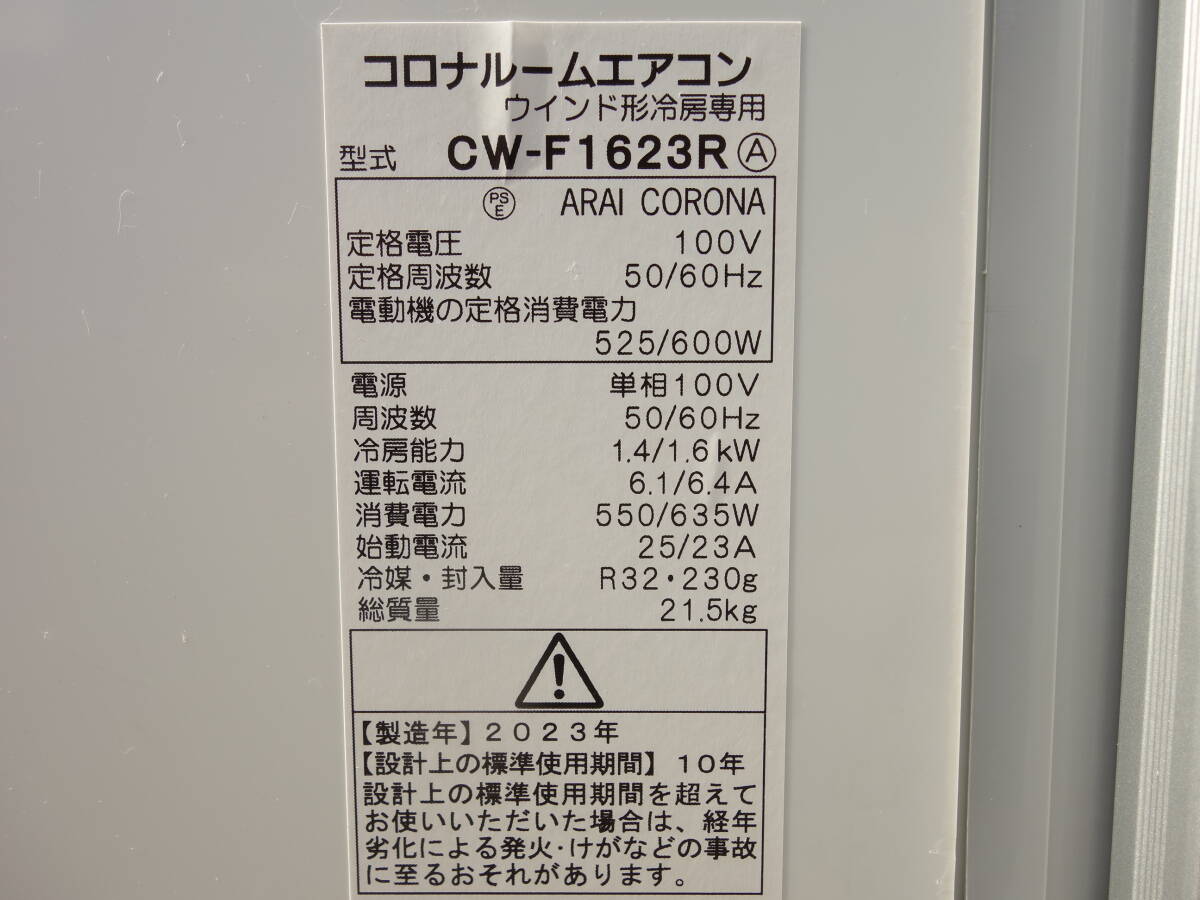 コロナルームエアコン
ウインド形冷房専用
型式 CW-F1623R Ⓐ
PSE ARAI CORONA
定格電圧 100V
定格周波数 50/60Hz
電動機の定格消費電力
525/600W
電源 単相100V
周波数 50/60Hz
冷房能力 1.4/1.6kW
運転電流 6.1/6.4A
消費電力 550/635W
始動電流 25/23A
冷媒・封入量 R32・230g
総質量 21.5kg
【製造年】2023年
【設計上の標準使用期間】10年
設計上の標準使用期間を超えて
お使いいただいた場合は、経年
劣化による発火・けがなどの事故
に至るおそれがあります。